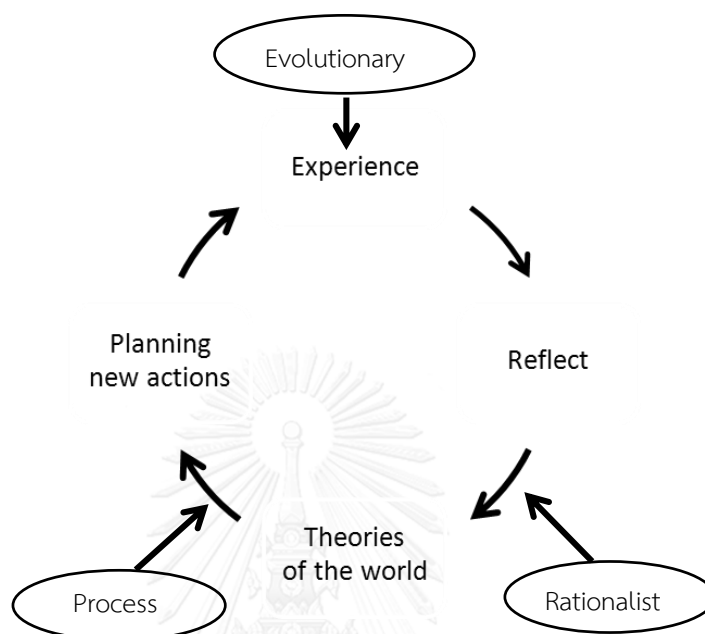 Evolutionary
Experience
Planning
new actions
Reflect
Theories
of the world
Process
Rationalist